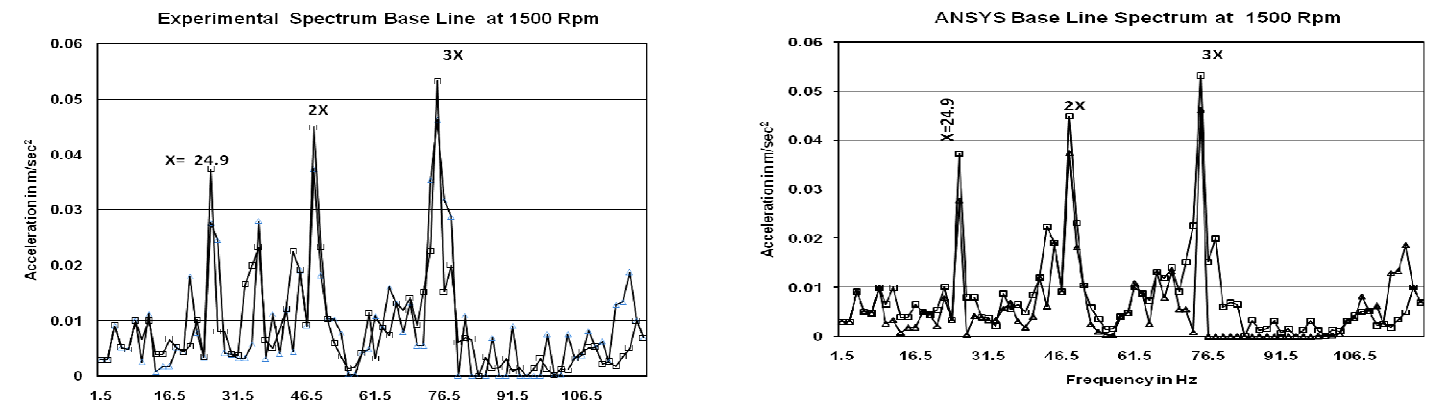 Experimental Spectrum Base Line at 1500 Rpm
0.06
0.05
0.04
0.03
0.02
0.01
0
Acceleration in m/sec²
X= 24.9
2X
3X
1.5 16.5 31.5 46.5 61.5 76.5 91.5 106.5
ANSYS Base Line Spectrum at 1500 Rpm
0.06
0.05
0.04
0.03
0.02
0.01
0
Acceleration in m/sec²
X=24.9
2X
3X
1.5 16.5 31.5 46.5 61.5 76.5 91.5 106.5
Frequency in Hz